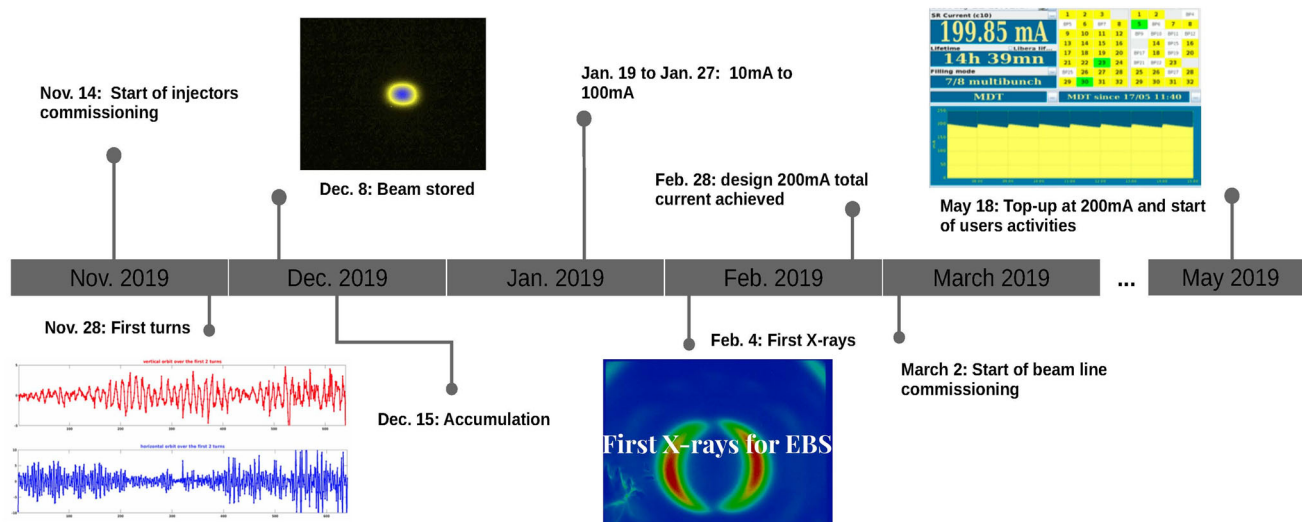 Nov. 14: Start of injectors
commissioning
Dec. 8: Beam stored
Jan. 19 to Jan. 27: 10mA to
100mA
Feb. 28: design 200mA total
current achieved
SR Current (c10)
199.85 mA
Lifetime
Libera lif...
14h 39mn
Filling mode
7/8 multibunch
MDT
MDT since 17/05 11:40
May 18: Top-up at 200mA and start
of users activities
Nov. 2019
Dec. 2019
Jan. 2019
Feb. 2019
March 2019
...
May 2019
Nov. 28: First turns
vertical orbit over the first 2 turns
horizontal orbit over the first 2 turns
Dec. 15: Accumulation
Feb. 4: First X-rays
First X-rays for EBS
March 2: Start of beam line
commissioning